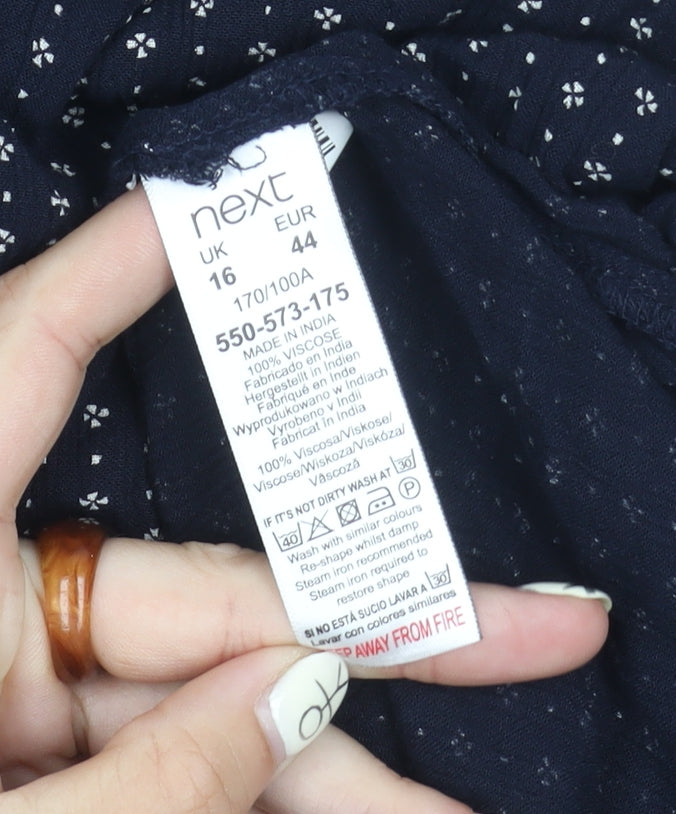 next
UK EUR
16 44
170/100A
550-573-175
MADE IN INDIA
100% VISCOSE
Fabricado en India
Hergestellt in Indien
Fabriqué en Inde
Wyprodukowano w Indiach
Vyrobeno v Indii
Fabricat în India
100% Viscosa/Viskose/
Viscose/Wiskoza/Viskóza/
Vâscoză
IF IT'S NOT DIRTY WASH AT 30
40 P
Wash with similar colours
Re-shape whilst damp
Steam iron recommended
Steam iron required to
restore shape
SI NO ESTÁ SUCIO LAVAR A 30
Lavar con colores similares
AWAY FROM FIRE